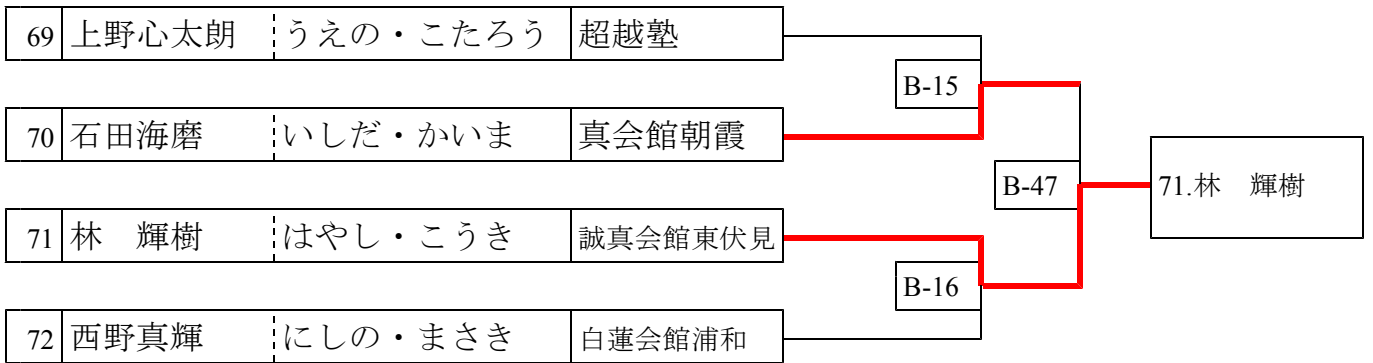 69 上野心太朗 うえの・こたろう 超越塾
B-15
70 石田海磨 いしだ・かいま 真会館朝霞
B-47
71.林　輝樹
71 林　輝樹 はやし・こうき 誠真会館東伏見
B-16
72 西野真輝 にしの・まさき 白蓮会館浦和